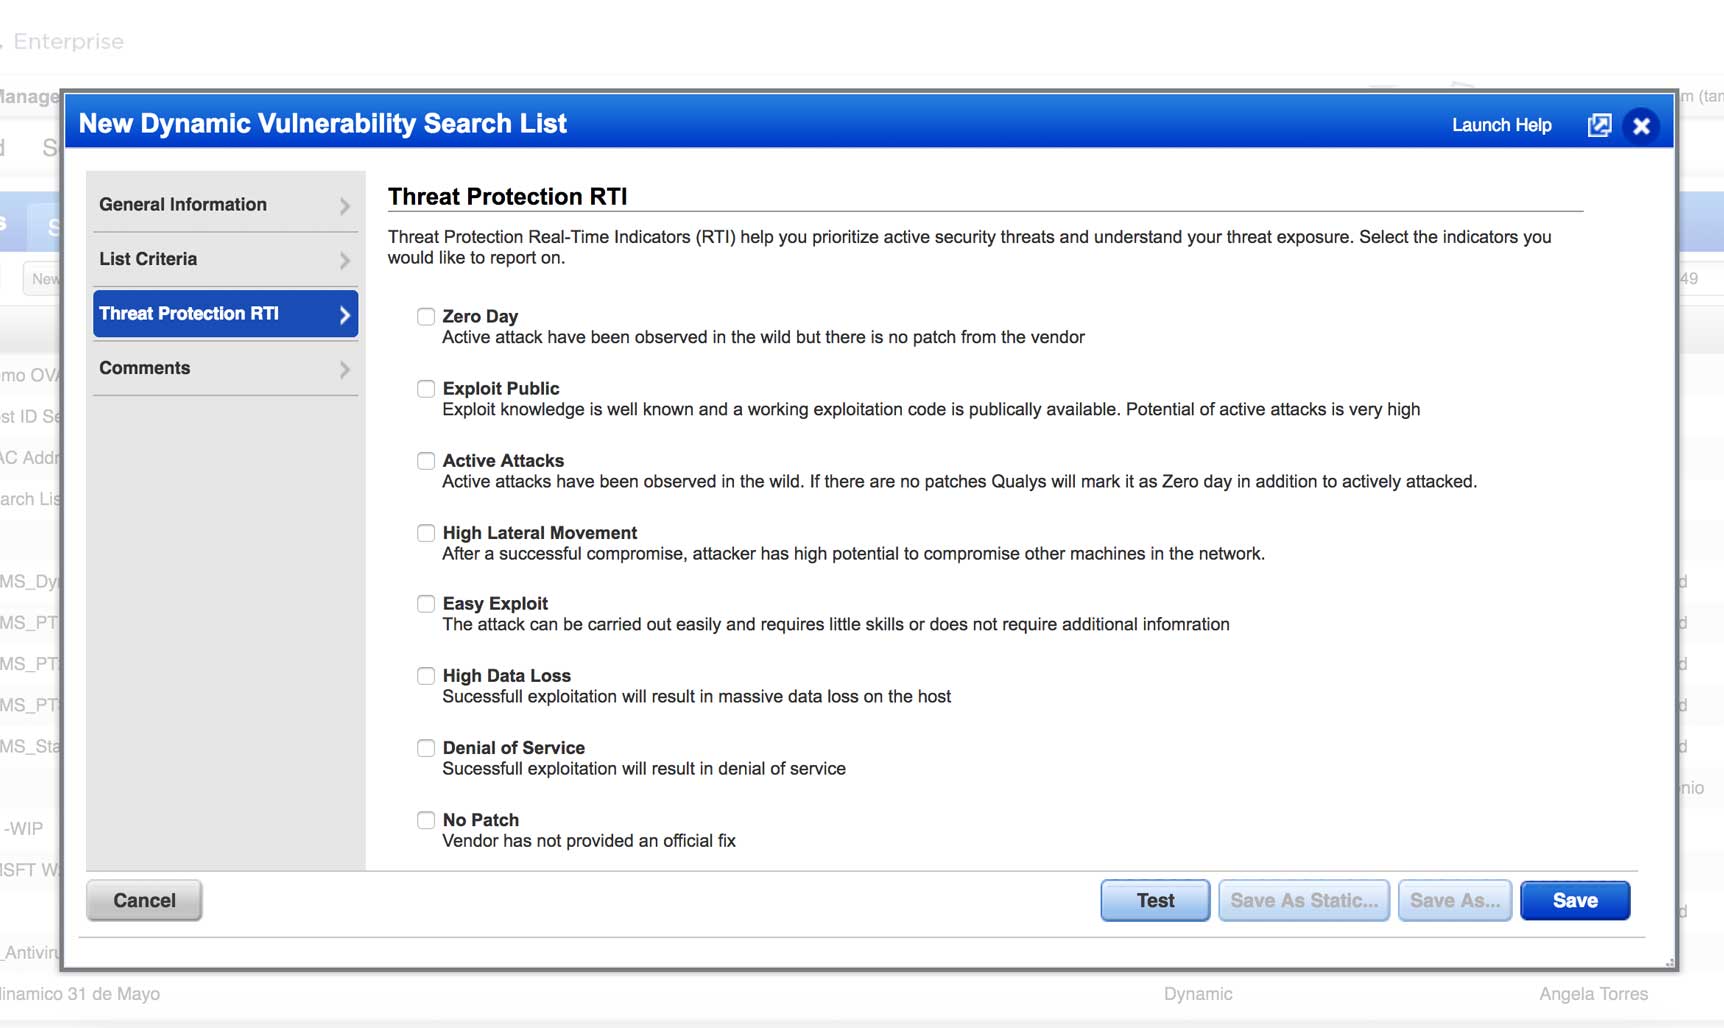 Enterprise
New Dynamic Vulnerability Search List
Launch Help
General Information
List Criteria
Threat Protection RTI
Comments
Threat Protection RTI
Threat Protection Real-Time Indicators (RTI) help you prioritize active security threats and understand your threat exposure. Select the indicators you
would like to report on.
Zero Day
Active attack have been observed in the wild but there is no patch from the vendor
Exploit Public
Exploit knowledge is well known and a working exploitation code is publically available. Potential of active attacks is very high
Active Attacks
Active attacks have been observed in the wild. If there are no patches Qualys will mark it as Zero day in addition to actively attacked.
High Lateral Movement
After a successful compromise, attacker has high potential to compromise other machines in the network.
Easy Exploit
The attack can be carried out easily and requires little skills or does not require additional infomration
High Data Loss
Sucessfull exploitation will result in massive data loss on the host
Denial of Service
Sucessfull exploitation will result in denial of service
No Patch
Vendor has not provided an official fix
Cancel
Test
Save As Static...
Save As...
Save
New
49
-WIP
31 de Mayo
Dynamic
Angela Torres